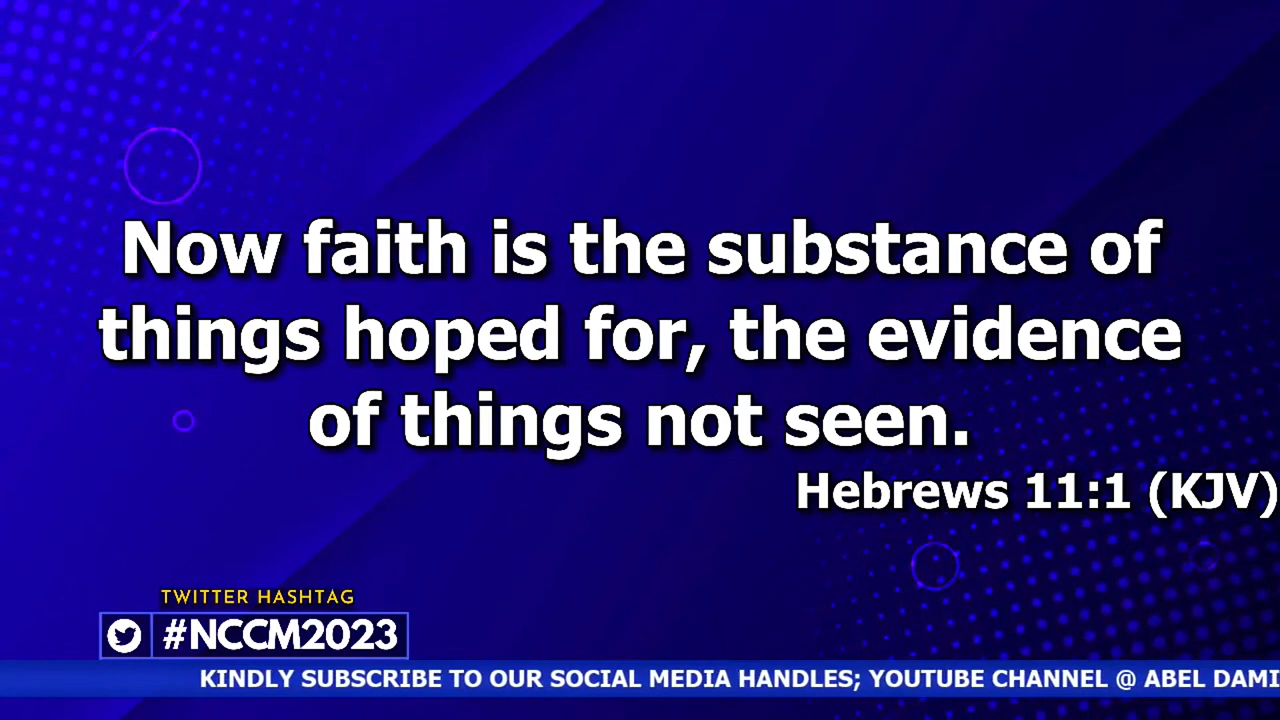 Now faith is the substance of
things hoped for, the evidence
of things not seen.
Hebrews 11:1 (KJV)
TWITTER HASHTAG
#NCCM2023
KINDLY SUBSCRIBE TO OUR SOCIAL MEDIA HANDLES; YOUTUBE CHANNEL @ ABEL DAMI